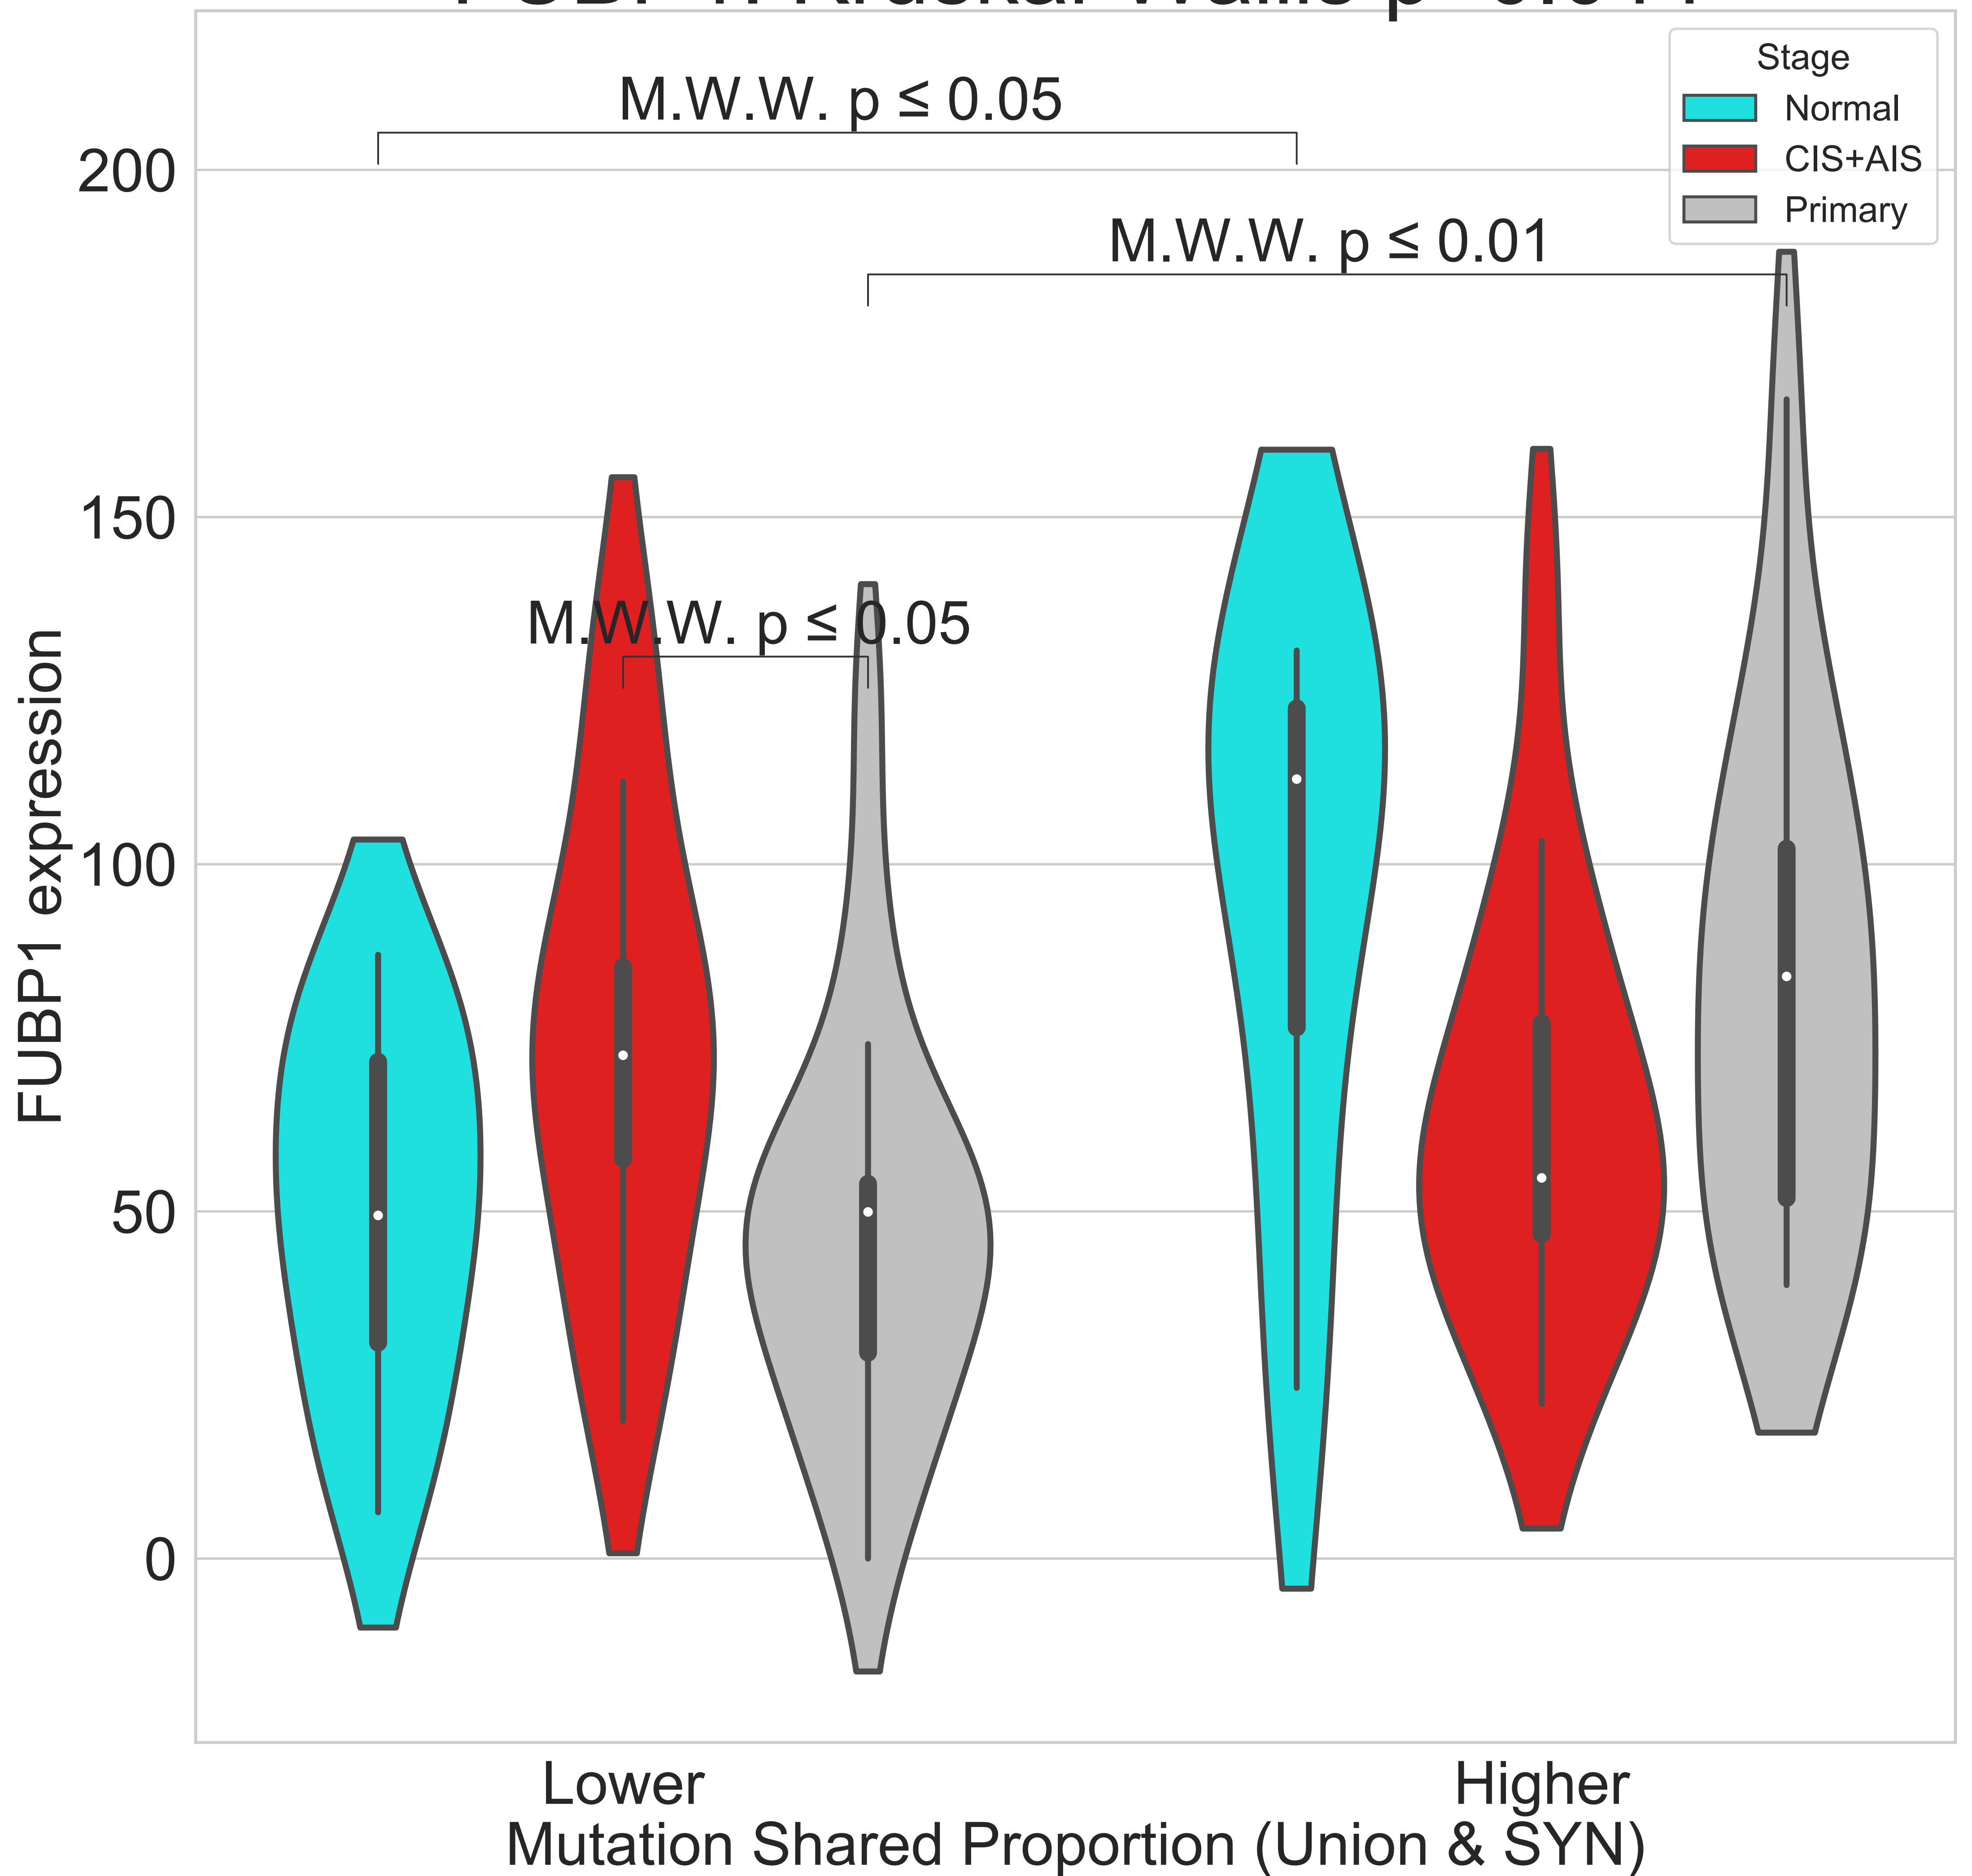 M.W.W. p ≤ 0.05
Stage
Normal
CIS+AIS
Primary
M.W.W. p ≤ 0.01
M.W.W. p ≤ 0.05
200
150
100
50
0
FUBP1 expression
Lower
Higher
Mutation Shared Proportion (Union & SYN)